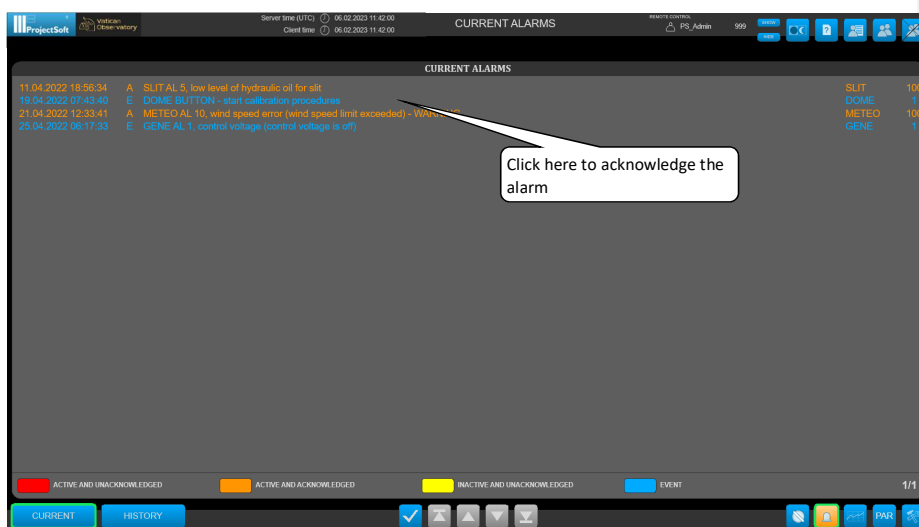 ProjectSoft
Vatican
Observatory
Server time (UTC) 06.02.2023 11:42:00
Client time 06.02.2023 11:42:00
CURRENT ALARMS
REMOTE CONTROL
PS_Admin 999
SHOW
HIDE
CURRENT ALARMS
11.04.2022 18:56:34 A SLIT AL 5, low level of hydraulic oil for slit SLIT 100
19.04.2022 07:43:40 E DOME BUTTON - start calibration procedures DOME 1
21.04.2022 12:33:41 A METEO AL 10, wind speed error (wind speed limit exceeded) - WARNING METEO 100
25.04.2022 06:17:33 E GENE AL 1, control voltage (control voltage is off) GENE 1
Click here to acknowledge the
alarm
ACTIVE AND UNACKNOWLEDGED ACTIVE AND ACKNOWLEDGED INACTIVE AND UNACKNOWLEDGED EVENT 1/1
CURRENT HISTORY PAR